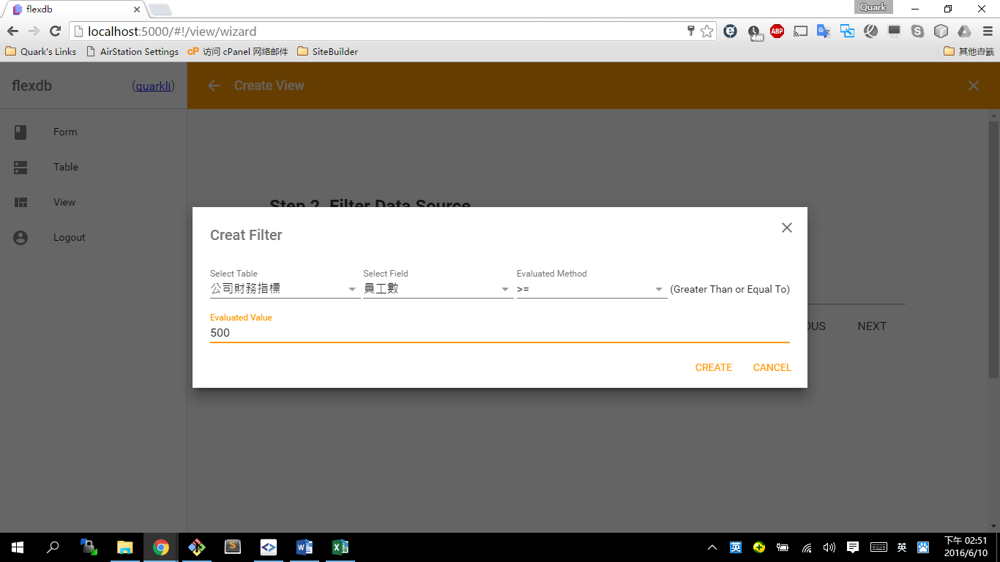 flexdb
Quark
localhost:5000/#!/view/wizard
ABP
4m
Quark's Links
AirStation Settings
cP 访问 cPanel 网络邮件
SiteBuilder
其他書籤
flexdb
(quarkli)
Create View
Form
Table
View
Logout
Step 2. Filter Data Source
Creat Filter
Select Table
Select Field
Evaluated Method
公司財務指標
員工數
>=
(Greater Than or Equal To)
Evaluated Value
500
OUS
NEXT
CREATE
CANCEL
英
英
下午 02:51
2016/6/10